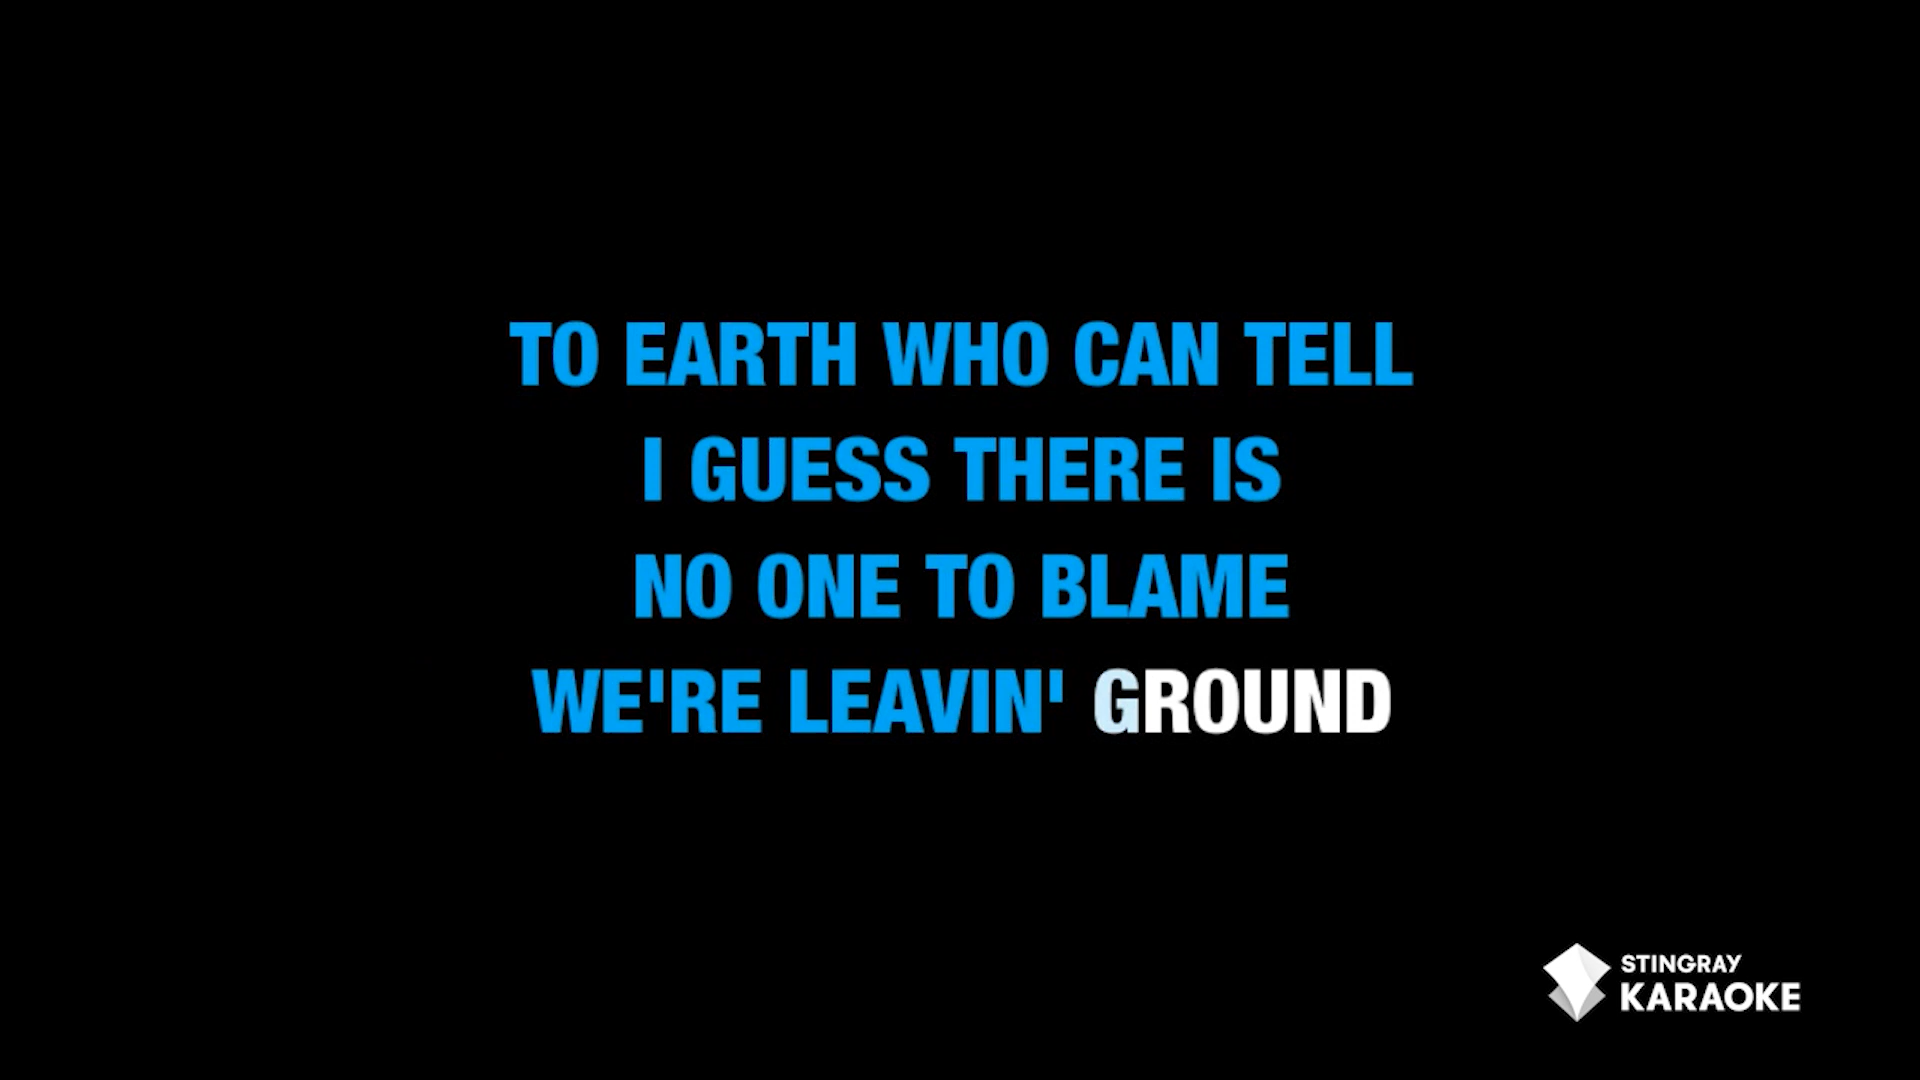 TO EARTH WHO CAN TELL
I GUESS THERE IS
NO ONE TO BLAME
WE'RE LEAVIN' GROUND
STINGRAY
KARAOKE